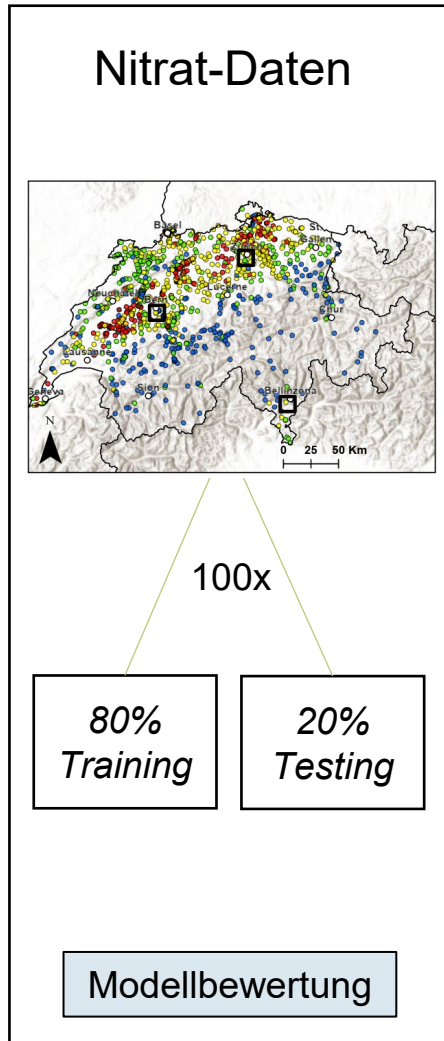 Nitrat-Daten
Basel
St.
Gallen
Lucerne
Neuchâtel
Bern
Chur
Lausanne
Geneva
Sion
Bellinzona
N
0 25 50 Km
100x
80%
Training
20%
Testing
Modellbewertung